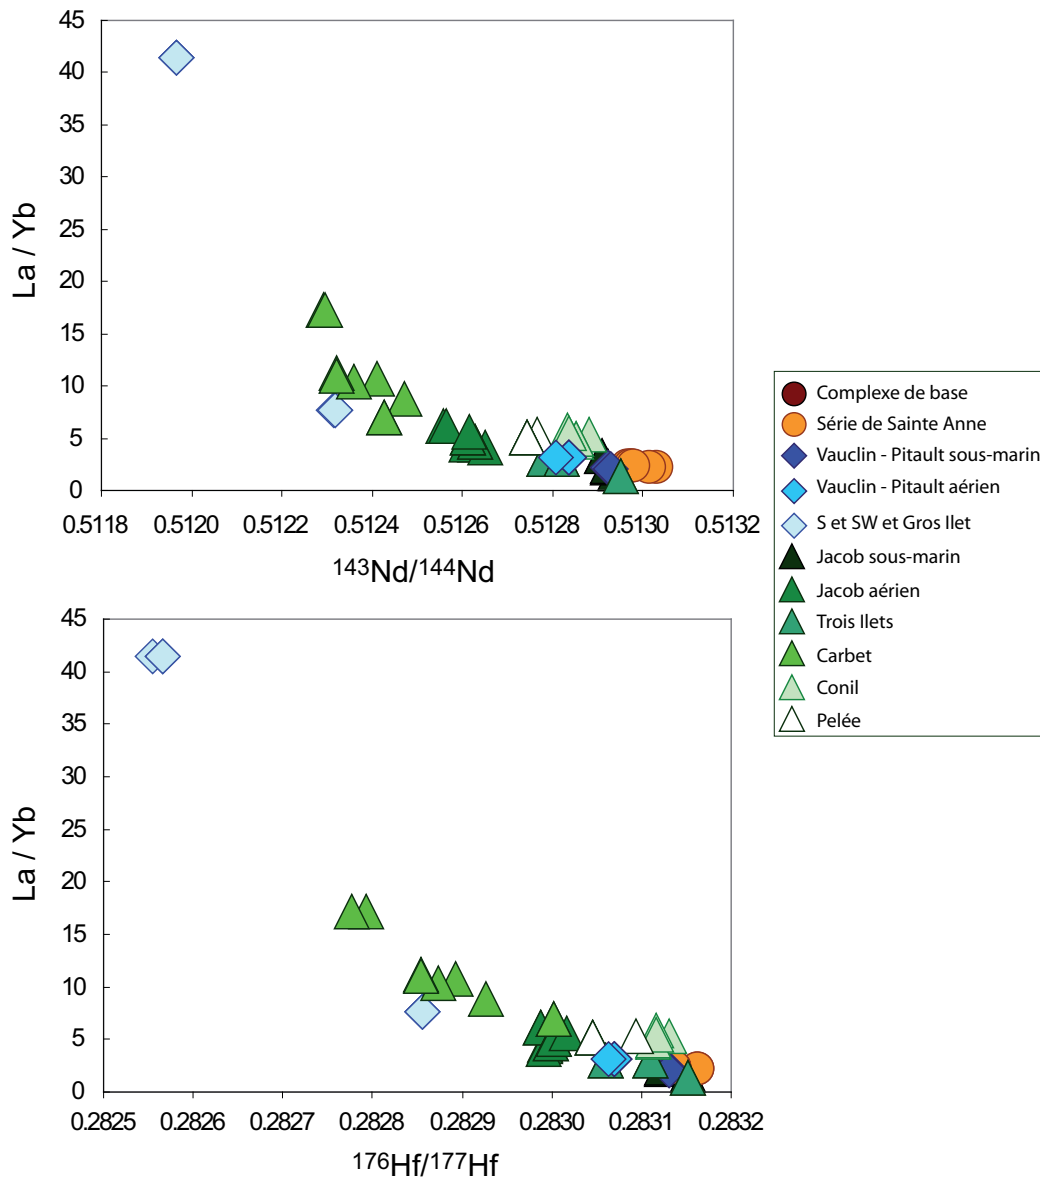 45
40
35
30
25
20
15
10
5
0
La / Yb
0.5118 0.5120 0.5122 0.5124 0.5126 0.5128 0.5130 0.5132
143Nd/144Nd
Complexe de base
Série de Sainte Anne
Vauclin - Pitault sous-marin
Vauclin - Pitault aérien
S et SW et Gros Ilet
Jacob sous-marin
Jacob aérien
Trois Ilets
Carbet
Conil
Pelée
45
40
35
30
25
20
15
10
5
0
La / Yb
0.2825 0.2826 0.2827 0.2828 0.2829 0.2830 0.2831 0.2832
176Hf/177Hf